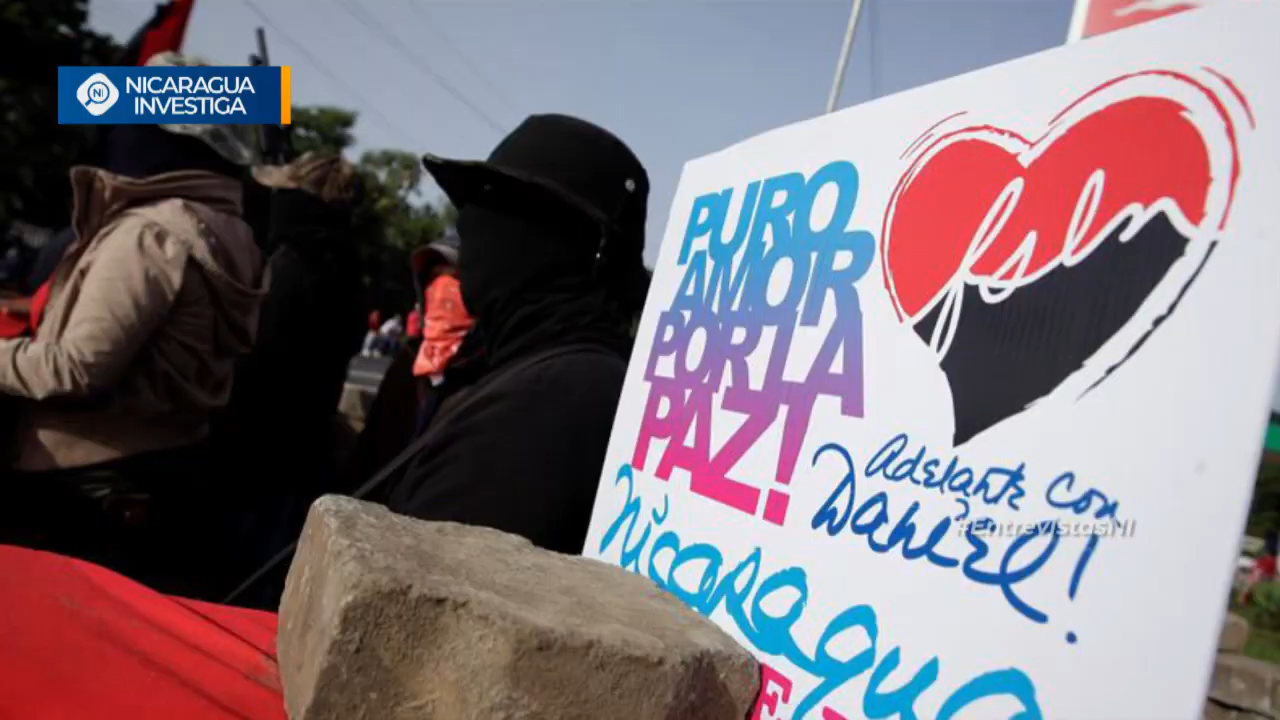 NICARAGUA
INVESTIGA
PURO
AMOR
POR LA
PAZ!
fsln
Adelante con
Daniel!
#EntrevistasNI
Nicaragua